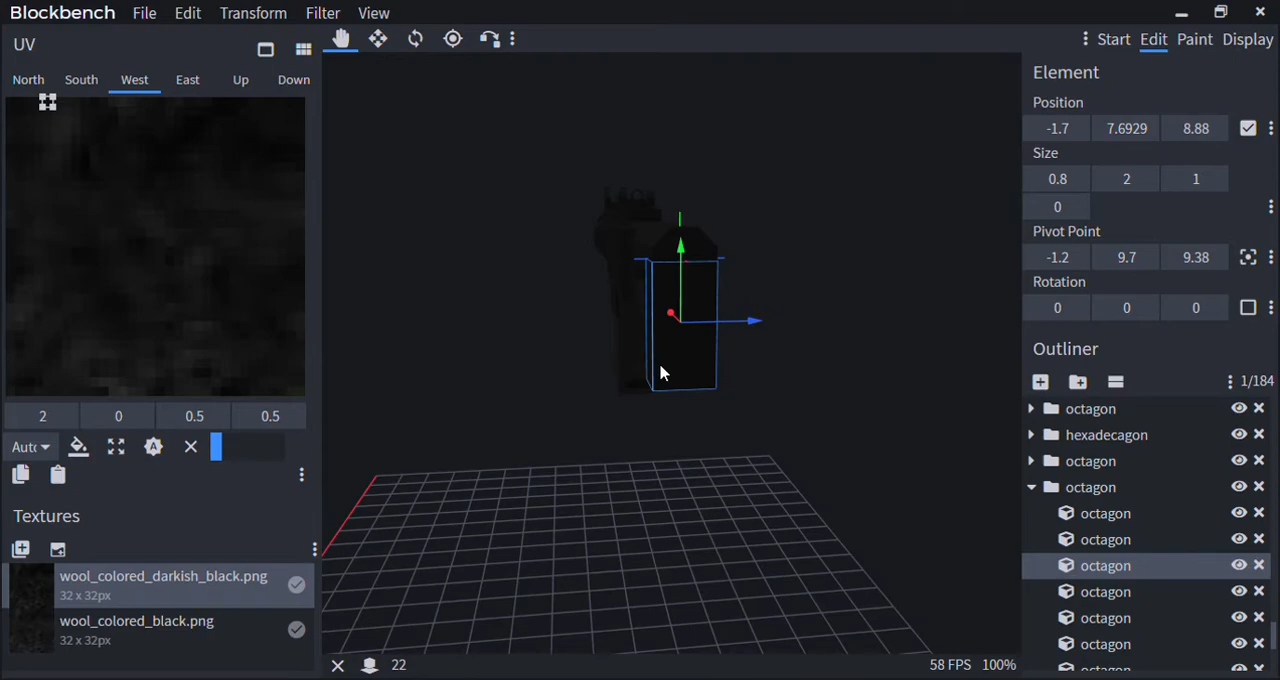 Blockbench File Edit Transform Filter View
UV
Start Edit Paint Display
North South West East Up Down
Element
Position
-1.7 7.6929 8.88
Size
0.8 2 1
0
Pivot Point
-1.2 9.7 9.38
Rotation
0 0 0
Outliner
1/184
octagon
hexadecagon
octagon
octagon
octagon
octagon
octagon
octagon
octagon
octagon
2 0 0.5 0.5
Auto
Textures
wool_colored_darkish_black.png
32 x 32px
wool_colored_black.png
32 x 32px
22 58 FPS 100%